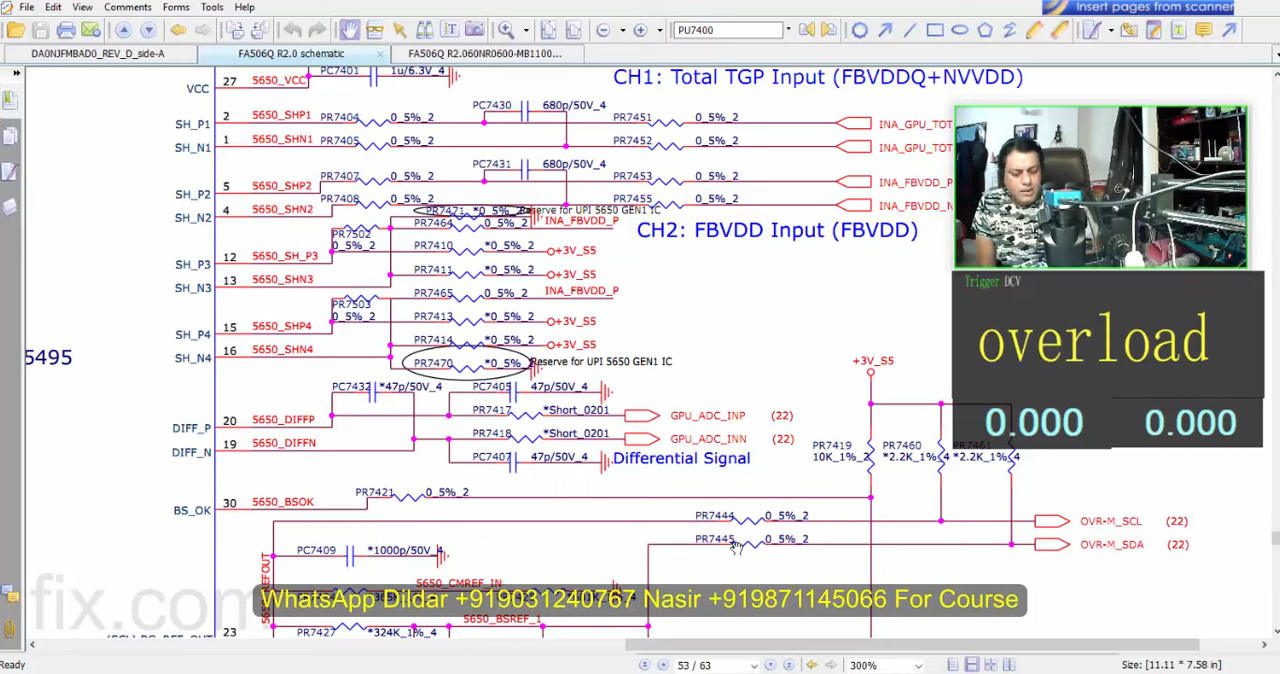 File Edit View Comments Forms Tools Help
Insert pages from scanner
PU7400
DA0NJFMBAD0_REV_D_side-A FA506Q R2.0 schematic FA506Q R2.060NR0600-MB1100...
VCC 27 5650_VCC PC7401 1u/6.3V_4
CH1: Total TGP Input (FBVDDQ+NVVDD)
PC7430 680p/50V_4
SH_P1 2 5650_SHP1 PR7404 0_5%_2 PR7451 0_5%_2 INA_GPU_TOT
SH_N1 1 5650_SHN1 PR7405 0_5%_2 PR7452 0_5%_2 INA_GPU_TOT
PC7431 680p/50V_4
SH_P2 5 5650_SHP2 PR7407 0_5%_2 PR7453 0_5%_2 INA_FBVDD_P
SH_N2 4 5650_SHN2 PR7408 0_5%_2 PR7455 0_5%_2 INA_FBVDD_N
PR7471 *0_5%_2 Reserve for UPI 5650 GEN1 IC
PR7464 0_5%_2 INA_FBVDD_P
CH2: FBVDD Input (FBVDD)
PR7502 0_5%_2
PR7410 *0_5%_2 +3V_S5
SH_P3 12 5650_SH_P3
PR7411 *0_5%_2 +3V_S5
SH_N3 13 5650_SHN3
PR7465 0_5%_2 INA_FBVDD_P
PR7503 0_5%_2
PR7413 *0_5%_2 +3V_S5
SH_P4 15 5650_SHP4
PR7414 *0_5%_2 +3V_S5
SH_N4 16 5650_SHN4
PR7470 *0_5%_2 Reserve for UPI 5650 GEN1 IC
5495
+3V_S5
PC7432 *47p/50V_4 PC7405 47p/50V_4
PR7417 *Short_0201 GPU_ADC_INP (22)
DIFF_P 20 5650_DIFFP
PR7418 *Short_0201 GPU_ADC_INN (22)
DIFF_N 19 5650_DIFFN
PC7407 47p/50V_4 Differential Signal
PR7419 PR7460 PR7461
10K_1%_2 *2.2K_1%_4 *2.2K_1%_4
PR7421 0_5%_2
BS_OK 30 5650_BSOK
PR7444 0_5%_2 OVR-M_SCL (22)
PR7445 0_5%_2 OVR-M_SDA (22)
PC7409 *1000p/50V_4
5650_CMREF_IN
5650_BSREF_1
23 PR7427 *324K_1%_4
Trigger DCV
overload
0.000 0.000
fix.com
WhatsApp Dildar +919031240767 Nasir +919871145066 For Course
Ready 53 / 63 300% Size: [11.11 * 7.58 in]